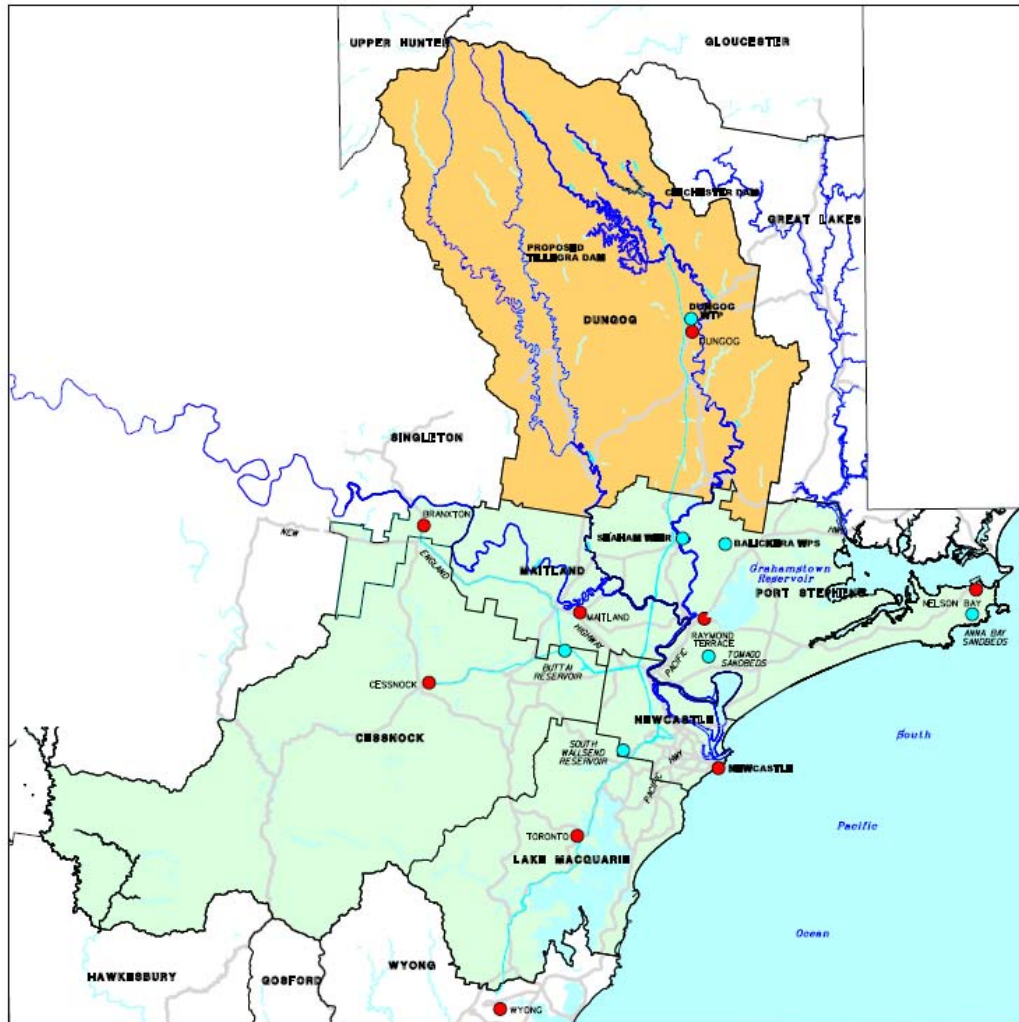 UPPER HUNTER
GLOUCESTER
CHICHESTER DAM
GREAT LAKES
PROPOSED
TILLEGRA DAM
DUNGOG
WTP
DUNGOG
DUNGOG
SINGLETON
BRANXTON
NEW
ENGLAND
HIGHWAY
SEAHAM WEIR
BALICKERA WPS
HWY
MAITLAND
Grahamstown
Reservoir
PORT STEPHENS
NELSON BAY
ANNA BAY
SANDBEDS
MAITLAND
RAYMOND
TERRACE
TOMAGO
SANDBEDS
PACIFIC
BUTTAI
RESERVOIR
CESSNOCK
CESSNOCK
NEWCASTLE
SOUTH
WALLSEND
RESERVOIR
HWY
PACIFIC
NEWCASTLE
South
Pacific
Ocean
TORONTO
LAKE MACQUARIE
HAWKESBURY
GOSFORD
WYONG
WYONG